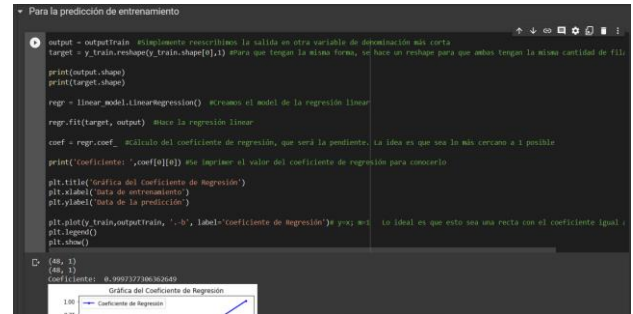 Para la predicción de entrenamiento
output = outputTrain #Simplemente reescribimos la salida en otra variable de denominación más corta
target = y_train.reshape(y_train.shape[0],1) #Para que tengan la misma forma, se hace un reshape para que ambas tengan la misma cantidad de fila
print(output.shape)
print(target.shape)
regr = linear_model.LinearRegression() #Creamos el model de la regresión linear
regr.fit(target, output) #Hace la regresión linear
coef = regr.coef_ #Cálculo del coeficiente de regresión, que será la pendiente. La idea es que sea lo más cercano a 1 posible
print('Coeficiente: ',coef[0][0]) #Se imprimer el valor del coeficiente de regresión para conocerlo
plt.title('Gráfica del Coeficiente de Regresión')
plt.xlabel('Data de entrenamiento')
plt.ylabel('Data de la predicción')
plt.plot(y_train,outputTrain, '.-b', label='Coeficiente de Regresión')# y=x; m=1 Lo ideal es que esto sea una recta con el coeficiente igual a
plt.legend()
plt.show()
(48, 1)
(48, 1)
Coeficiente: 0.9997377306362649
Gráfica del Coeficiente de Regresión
1.00
Coeficiente de Regresión